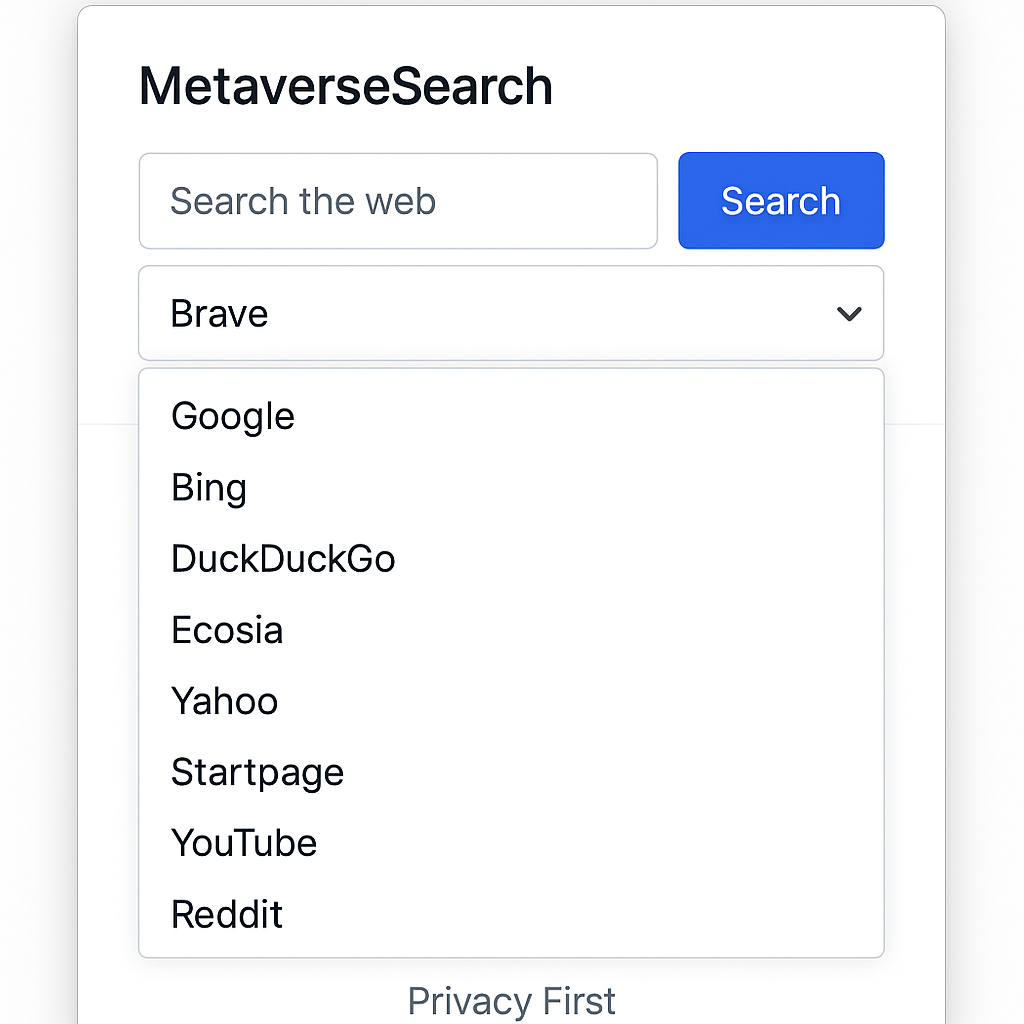 MetaverseSearch
Search the web
Search
Brave
Google
Bing
DuckDuckGo
Ecosia
Yahoo
Startpage
YouTube
Reddit
Privacy First